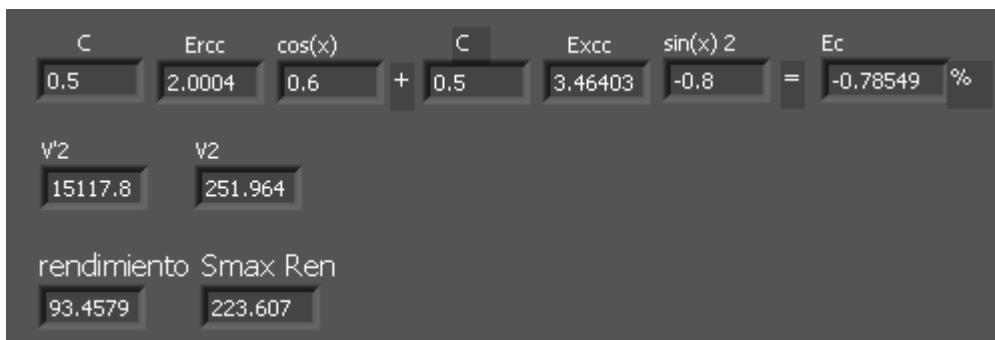 C Ercc cos(x) C Excc sin(x) 2 Ec
0.5 2.0004 0.6 + 0.5 3.46403 -0.8 = -0.78549 %
V'2 V2
15117.8 251.964
rendimiento Smax Ren
93.4579 223.607